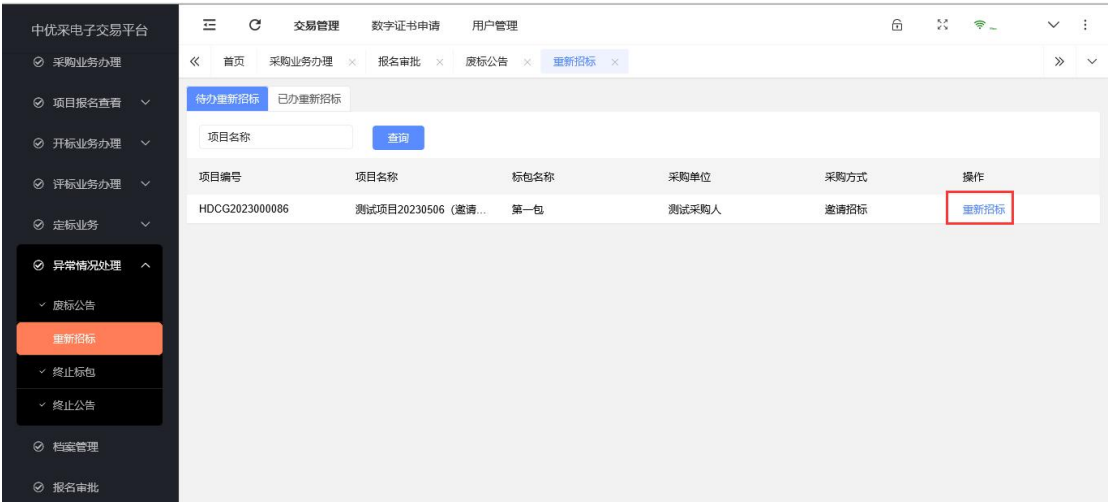 中优采电子交易平台
采购业务办理
项目报名查看
开标业务办理
评标业务办理
定标业务
异常情况处理
废标公告
重新招标
终止标包
终止公告
档案管理
报名审批
交易管理 数字证书申请 用户管理
首页 采购业务办理 报名审批 废标公告 重新招标
待办重新招标 已办重新招标
项目名称 查询
项目编号 项目名称 标包名称 采购单位 采购方式 操作
HDCG2023000086 测试项目20230506（邀请... 第一包 测试采购人 邀请招标 重新招标